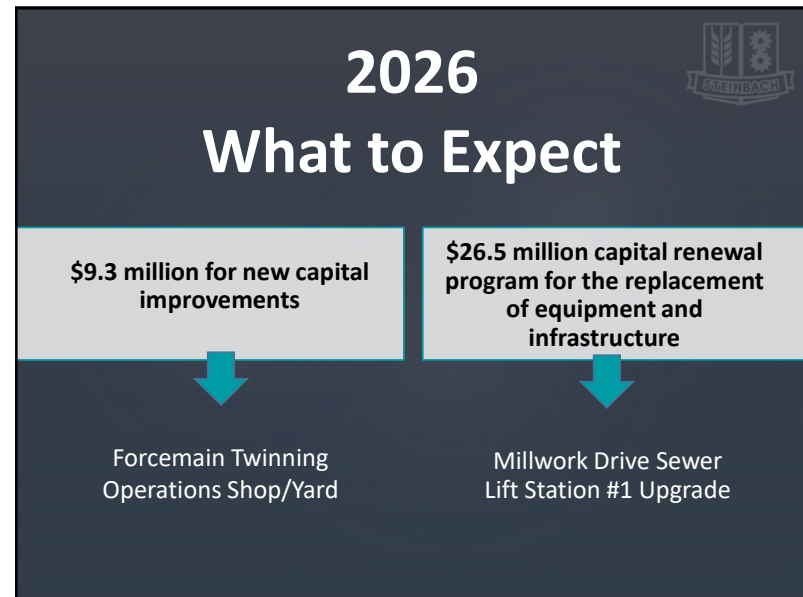 STEINBACH
2026
What to Expect
$9.3 million for new capital
improvements
$26.5 million capital renewal
program for the replacement
of equipment and
infrastructure
Forcemain Twinning
Operations Shop/Yard
Millwork Drive Sewer
Lift Station #1 Upgrade